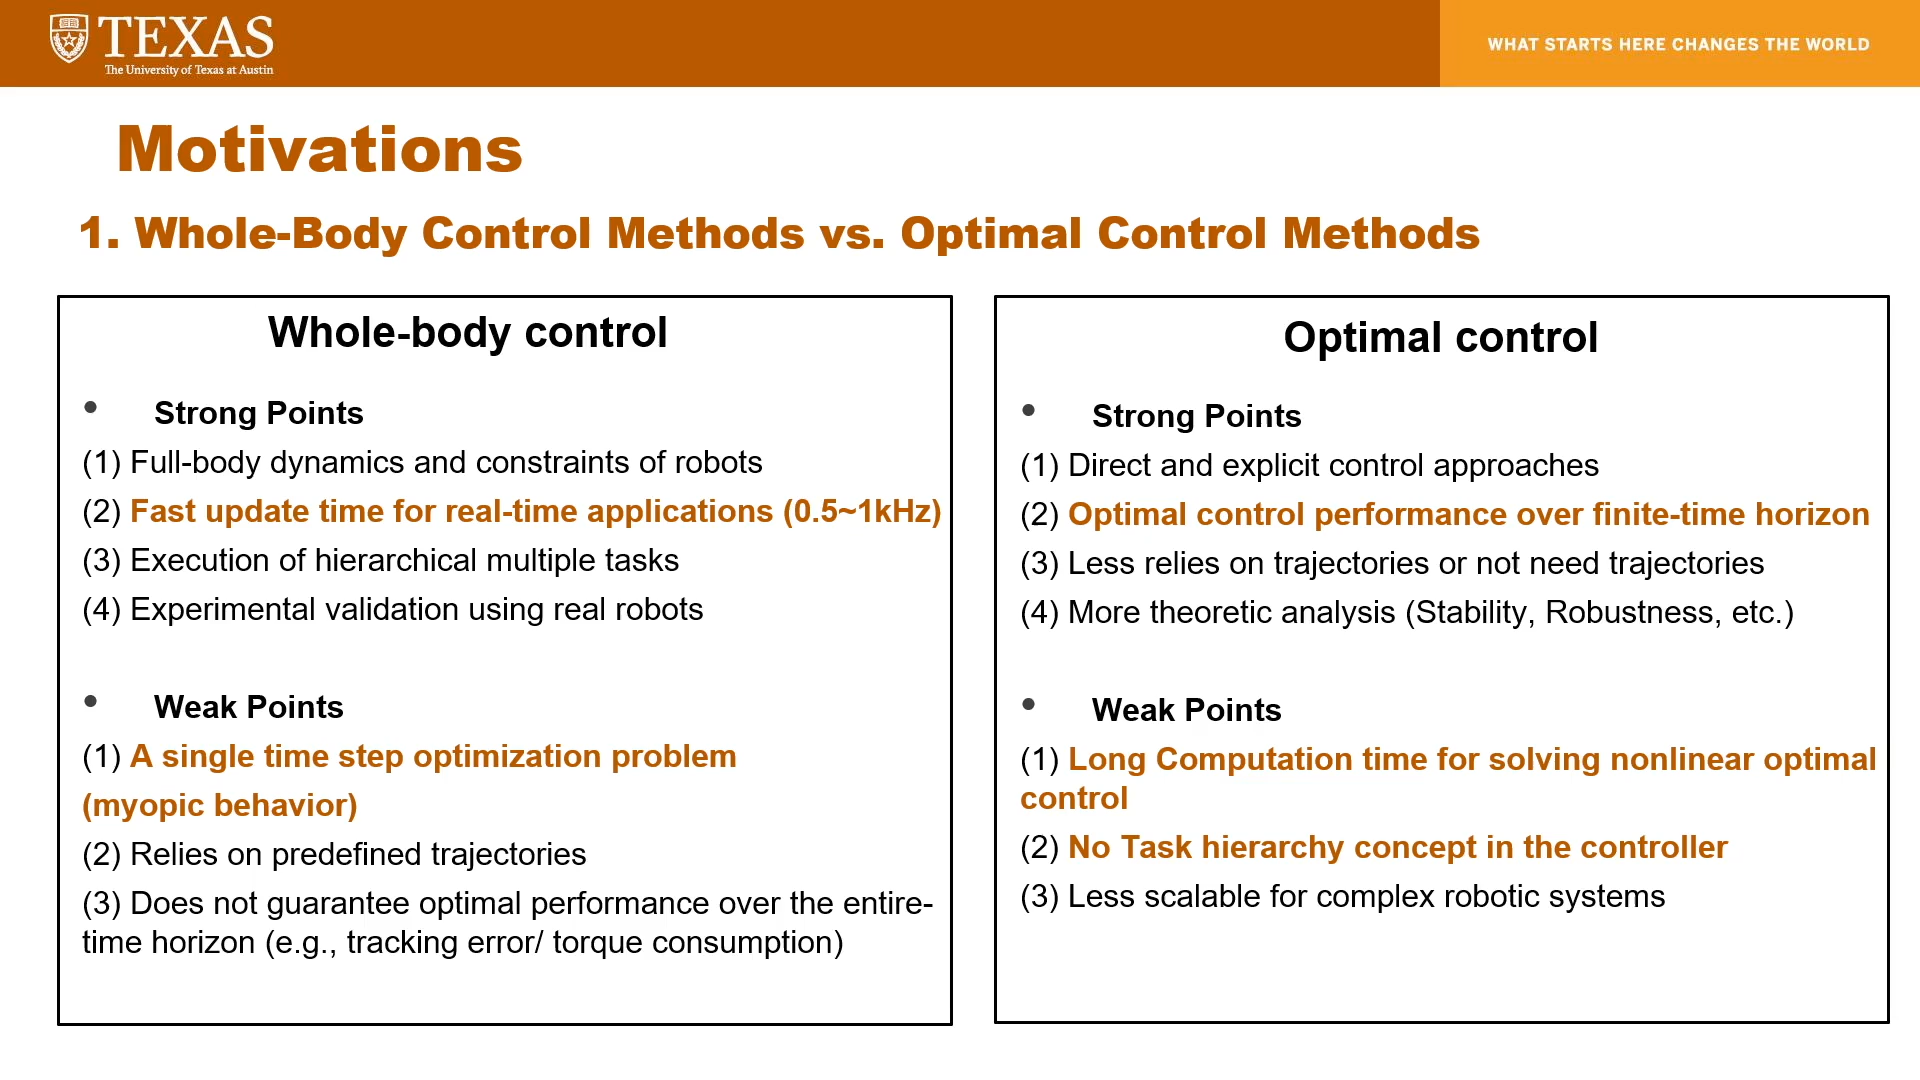 TEXAS
The University of Texas at Austin
WHAT STARTS HERE CHANGES THE WORLD
Motivations
1. Whole-Body Control Methods vs. Optimal Control Methods
Whole-body control
• Strong Points
(1) Full-body dynamics and constraints of robots
(2) Fast update time for real-time applications (0.5~1kHz)
(3) Execution of hierarchical multiple tasks
(4) Experimental validation using real robots
• Weak Points
(1) A single time step optimization problem
(myopic behavior)
(2) Relies on predefined trajectories
(3) Does not guarantee optimal performance over the entire-
time horizon (e.g., tracking error/ torque consumption)
Optimal control
• Strong Points
(1) Direct and explicit control approaches
(2) Optimal control performance over finite-time horizon
(3) Less relies on trajectories or not need trajectories
(4) More theoretic analysis (Stability, Robustness, etc.)
• Weak Points
(1) Long Computation time for solving nonlinear optimal
control
(2) No Task hierarchy concept in the controller
(3) Less scalable for complex robotic systems